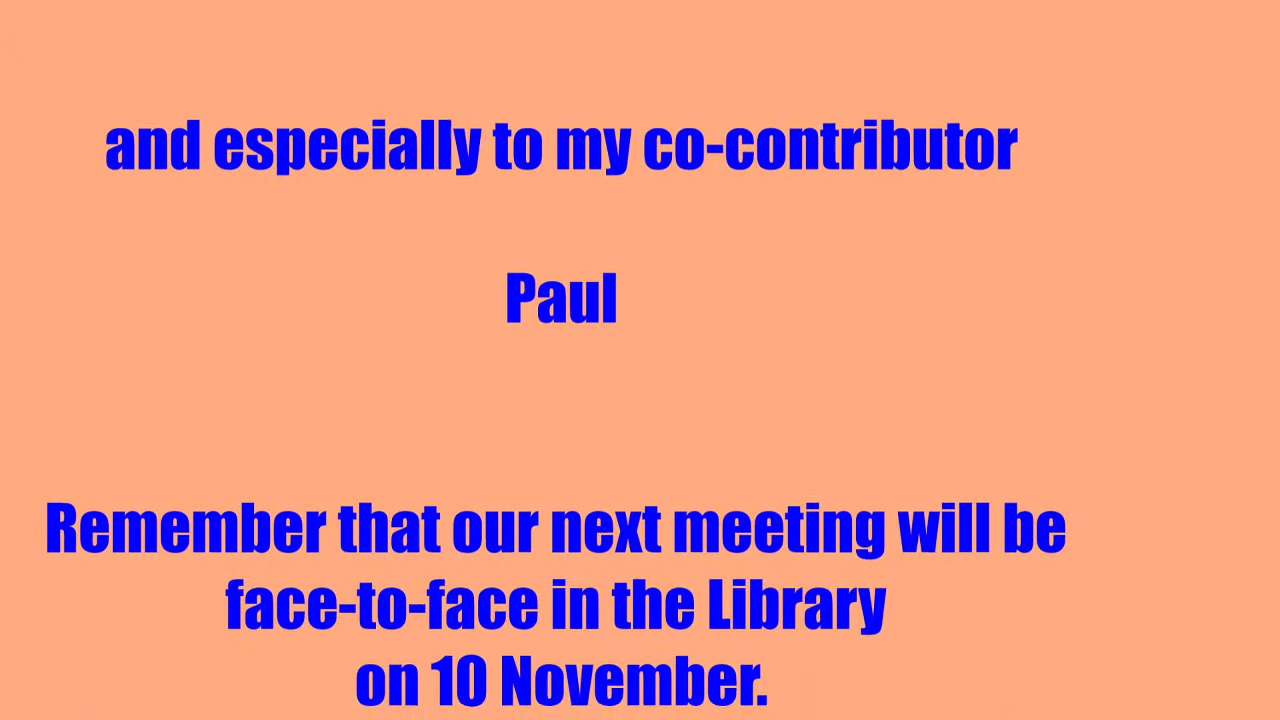 and especially to my co-contributor
Paul
Remember that our next meeting will be
face-to-face in the Library
on 10 November.